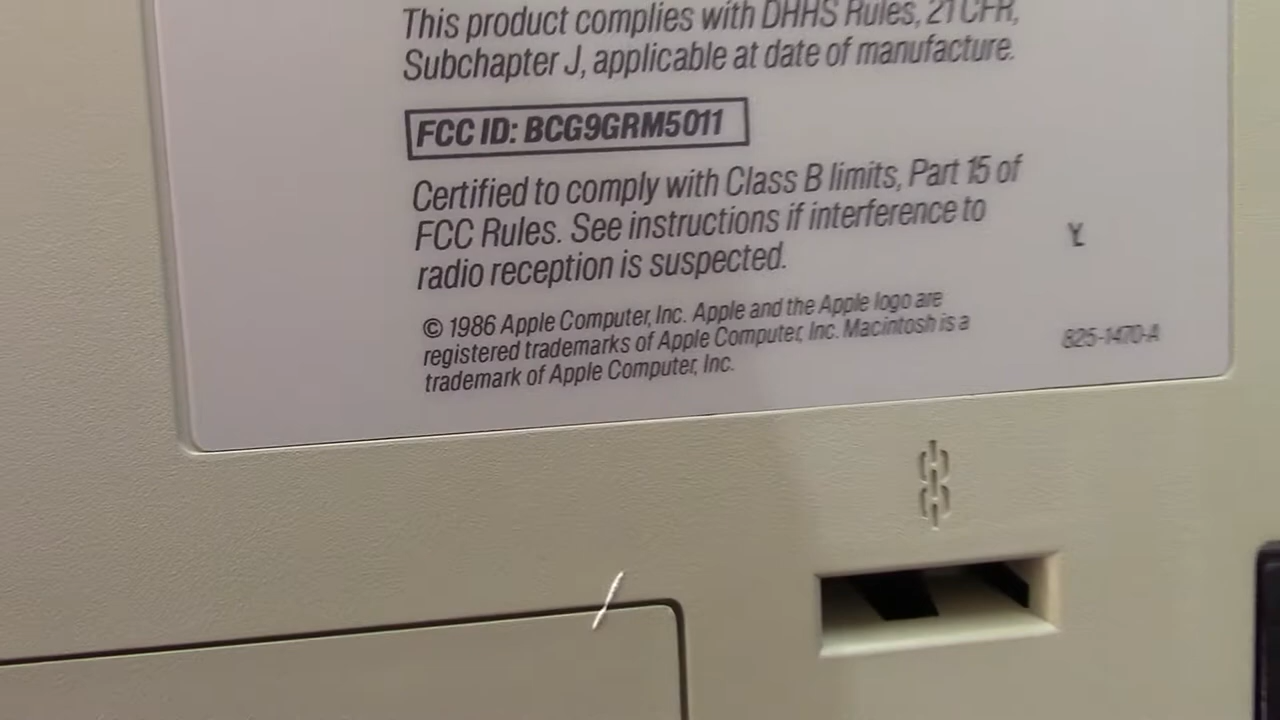 This product complies with DHHS Rules, 21 CFR,
Subchapter J, applicable at date of manufacture.
FCC ID: BCG9GRM5011
Certified to comply with Class B limits, Part 15 of
FCC Rules. See instructions if interference to
radio reception is suspected.
Y
© 1986 Apple Computer, Inc. Apple and the Apple logo are
registered trademarks of Apple Computer, Inc. Macintosh is a
trademark of Apple Computer, Inc.
825-1470-A